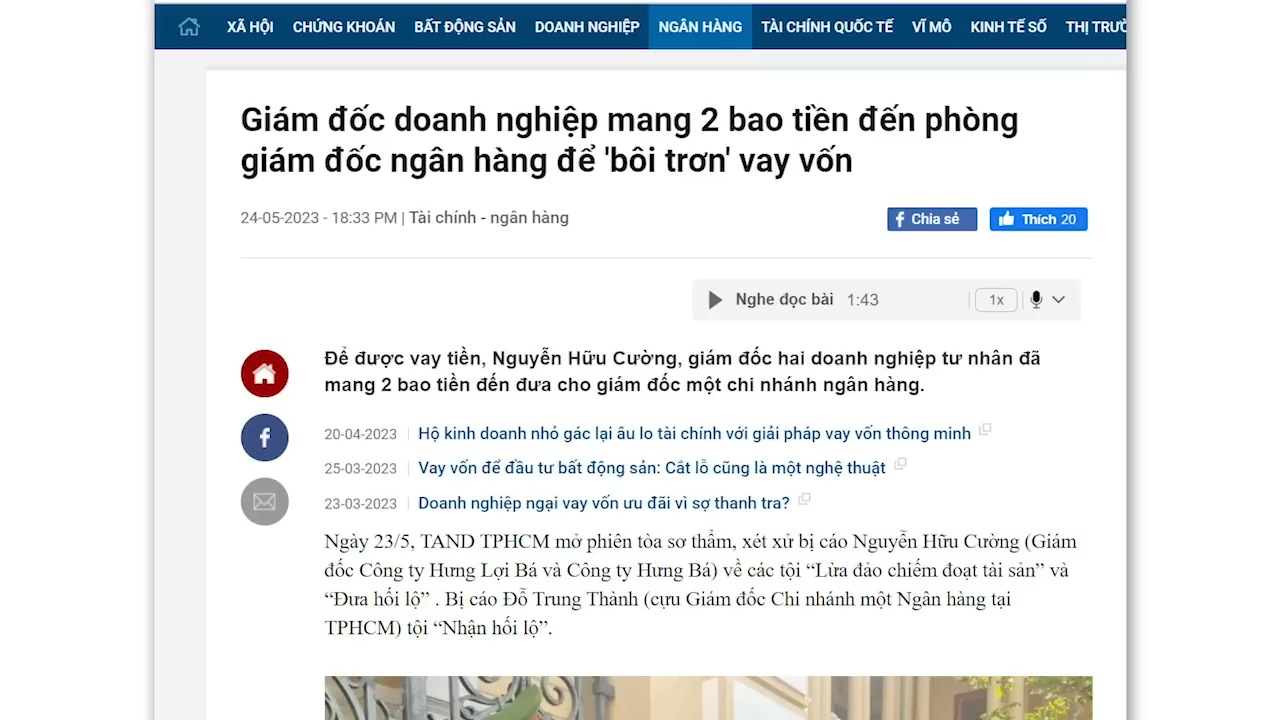 XÃ HỘI CHỨNG KHOÁN BẤT ĐỘNG SẢN DOANH NGHIỆP NGÂN HÀNG TÀI CHÍNH QUỐC TẾ VĨ MÔ KINH TẾ SỐ THỊ TRƯỜ
Giám đốc doanh nghiệp mang 2 bao tiền đến phòng
giám đốc ngân hàng để 'bôi trơn' vay vốn
24-05-2023 - 18:33 PM | Tài chính - ngân hàng
Chia sẻ Thích 20
Nghe đọc bài 1:43 1x
Để được vay tiền, Nguyễn Hữu Cường, giám đốc hai doanh nghiệp tư nhân đã
mang 2 bao tiền đến đưa cho giám đốc một chi nhánh ngân hàng.
20-04-2023 Hộ kinh doanh nhỏ gác lại âu lo tài chính với giải pháp vay vốn thông minh
25-03-2023 Vay vốn để đầu tư bất động sản: Cắt lỗ cũng là một nghệ thuật
23-03-2023 Doanh nghiệp ngại vay vốn ưu đãi vì sợ thanh tra?
Ngày 23/5, TAND TPHCM mở phiên tòa sơ thẩm, xét xử bị cáo Nguyễn Hữu Cường (Giám
đốc Công ty Hưng Lợi Bá và Công ty Hưng Bá) về các tội “Lừa đảo chiếm đoạt tài sản” và
“Đưa hối lộ” . Bị cáo Đỗ Trung Thành (cựu Giám đốc Chi nhánh một Ngân hàng tại
TPHCM) tội “Nhận hối lộ”.